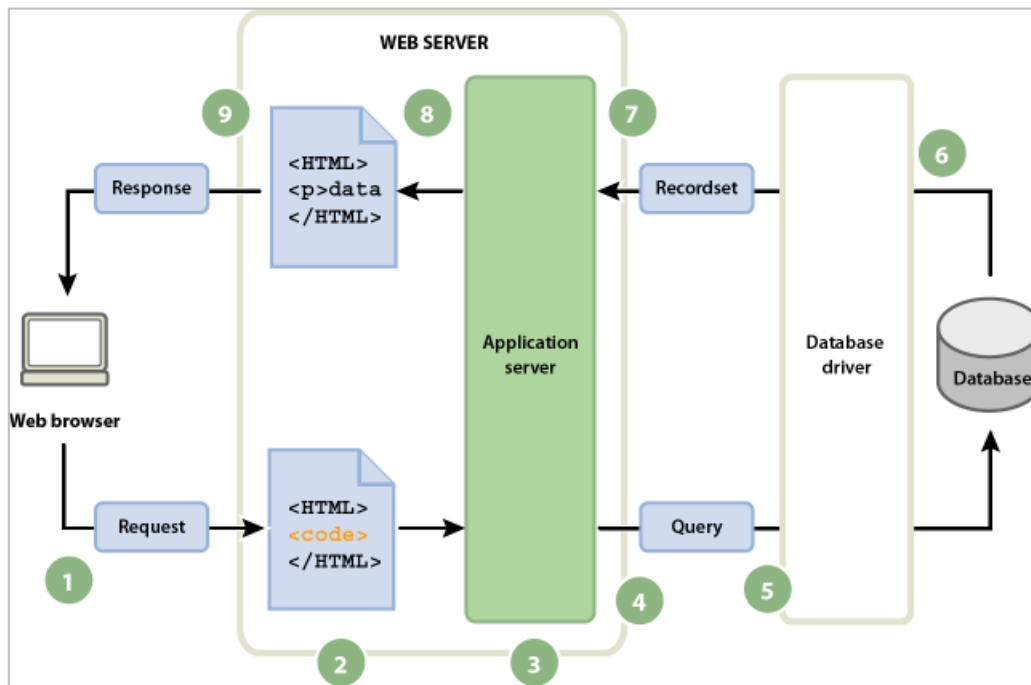 WEB SERVER
9
8
7
6
<HTML>
<p>data
</HTML>
Response
Recordset
Application
server
Database
driver
Database
Web browser
<HTML>
<code>
</HTML>
Request
Query
1
2
3
4
5